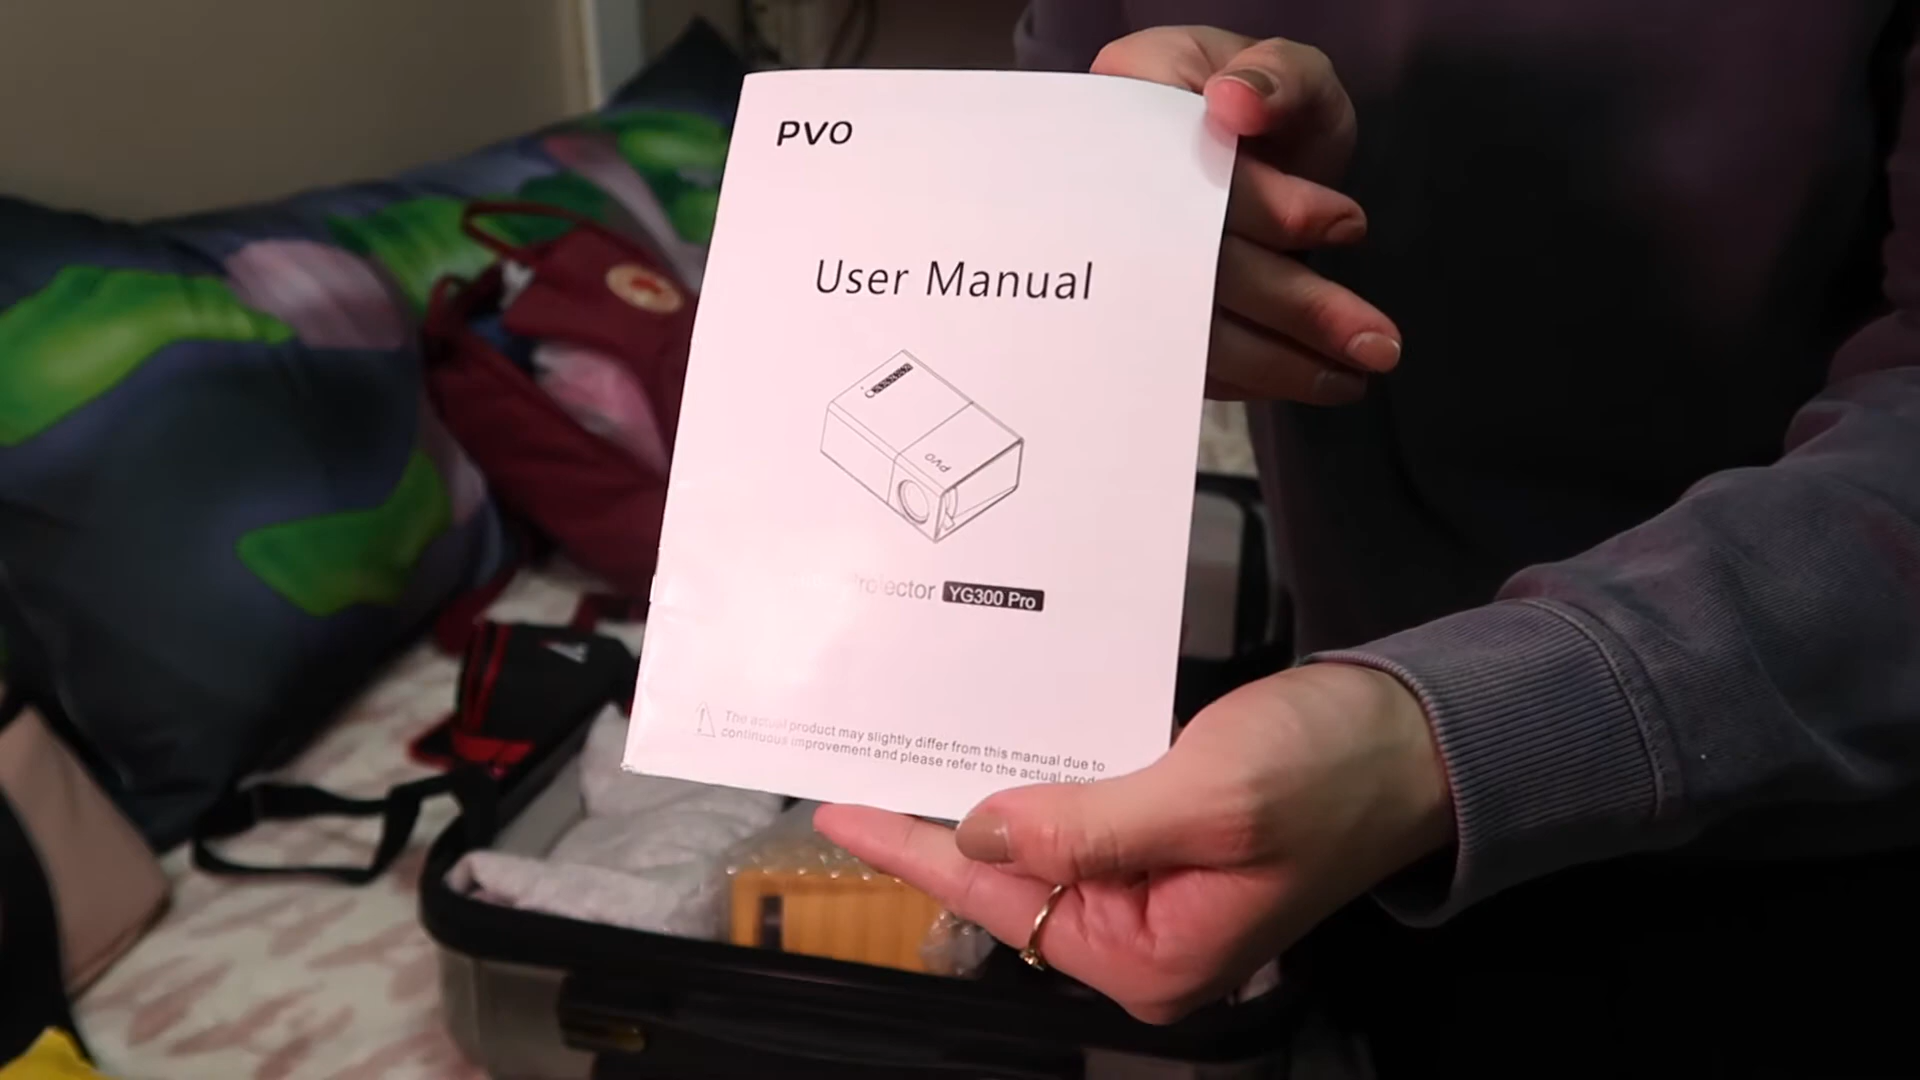 PVO
User Manual
PVO
Projector YG300 Pro
The actual product may slightly differ from this manual due to
continuous improvement and please refer to the actual